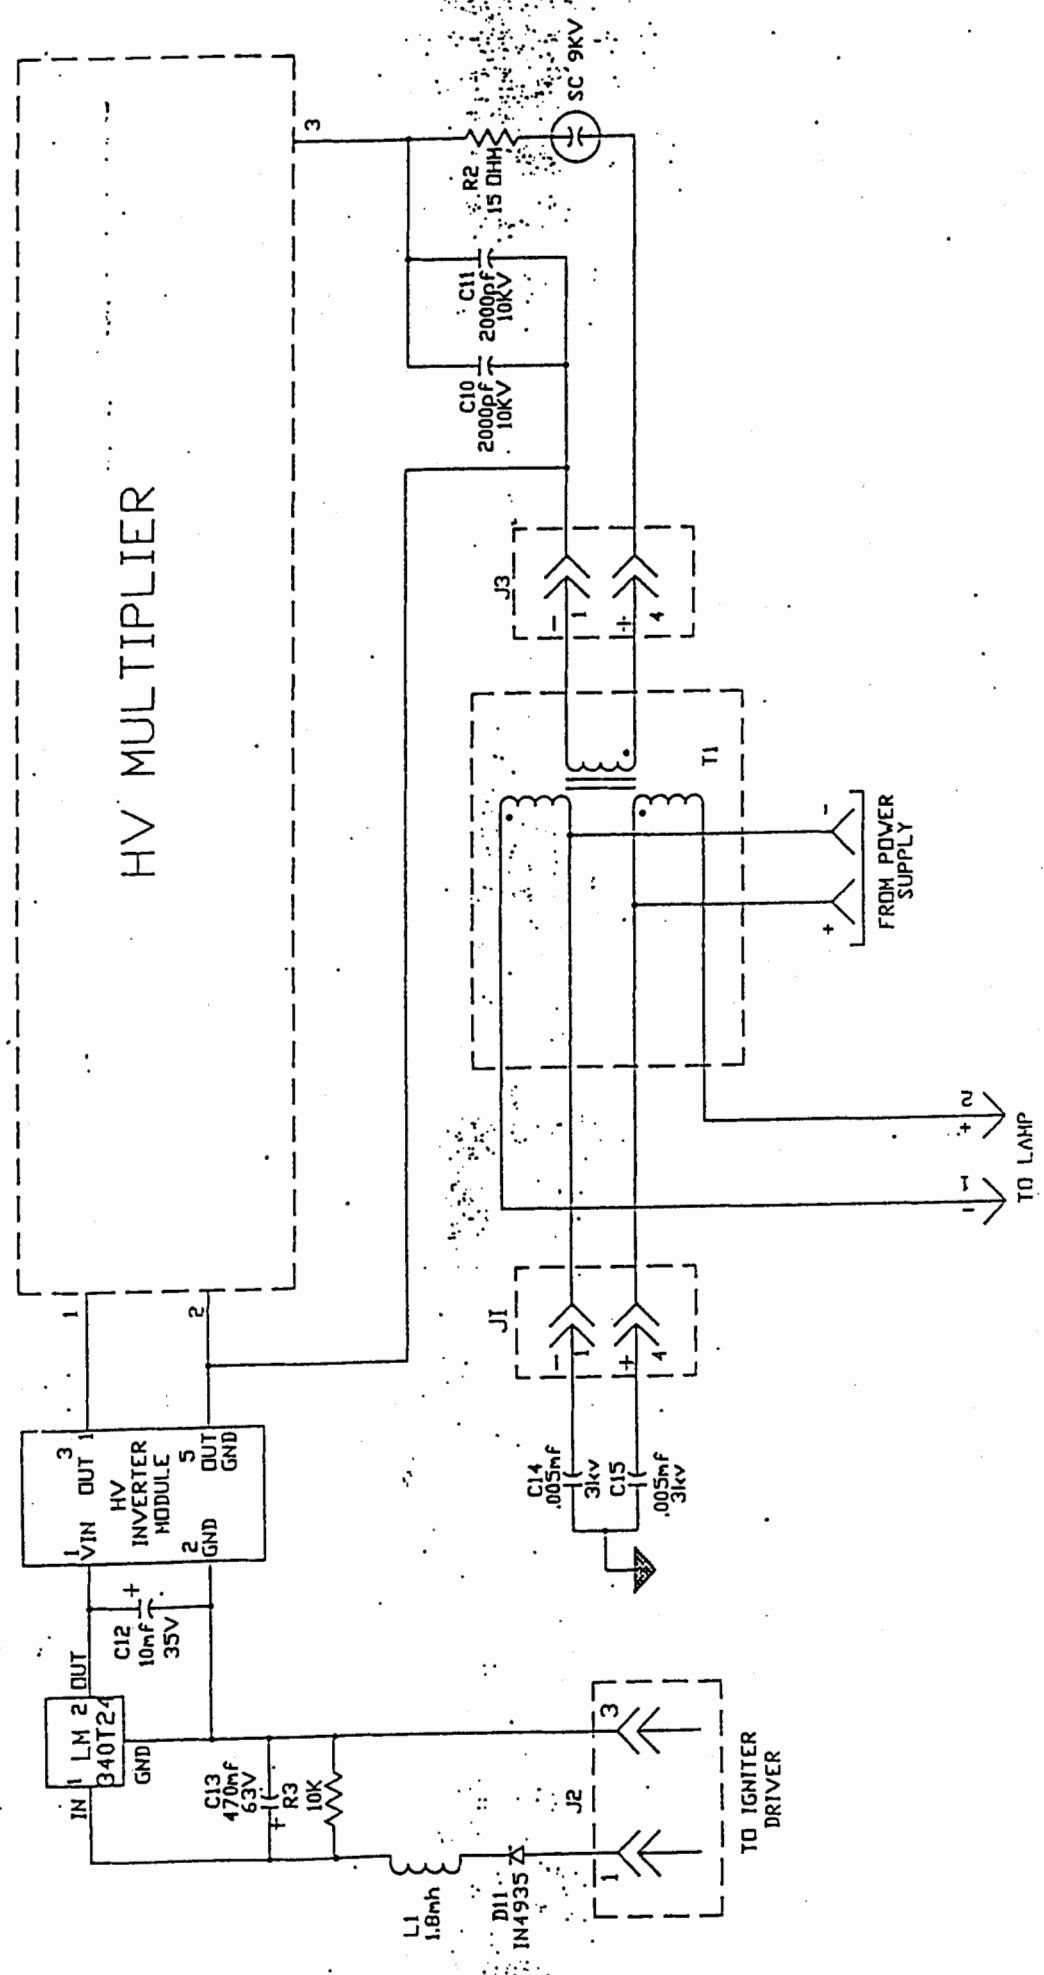 HV MULTIPLIER
1
2
3
R2
15 OHM
SC 9KV
C11
2000pf
10KV
C10
2000pf
10KV
J3
-
1
+
4
T1
-
+
FROM POWER
SUPPLY
2
+
1
-
TO LAMP
J1
-
1
+
4
C14
.005mf
3kv
C15
.005mf
3kv
3
OUT 1
HV
INVERTER
MODULE
5
OUT
GND
1
VIN
2
GND
+
C12
10mf
35V
OUT
2
LM
340T24
1
IN
GND
C13
470mf
63V
+
R3
10K
L1
1.8mh
D11
IN4935
J2
3
1
TO IGNITER
DRIVER